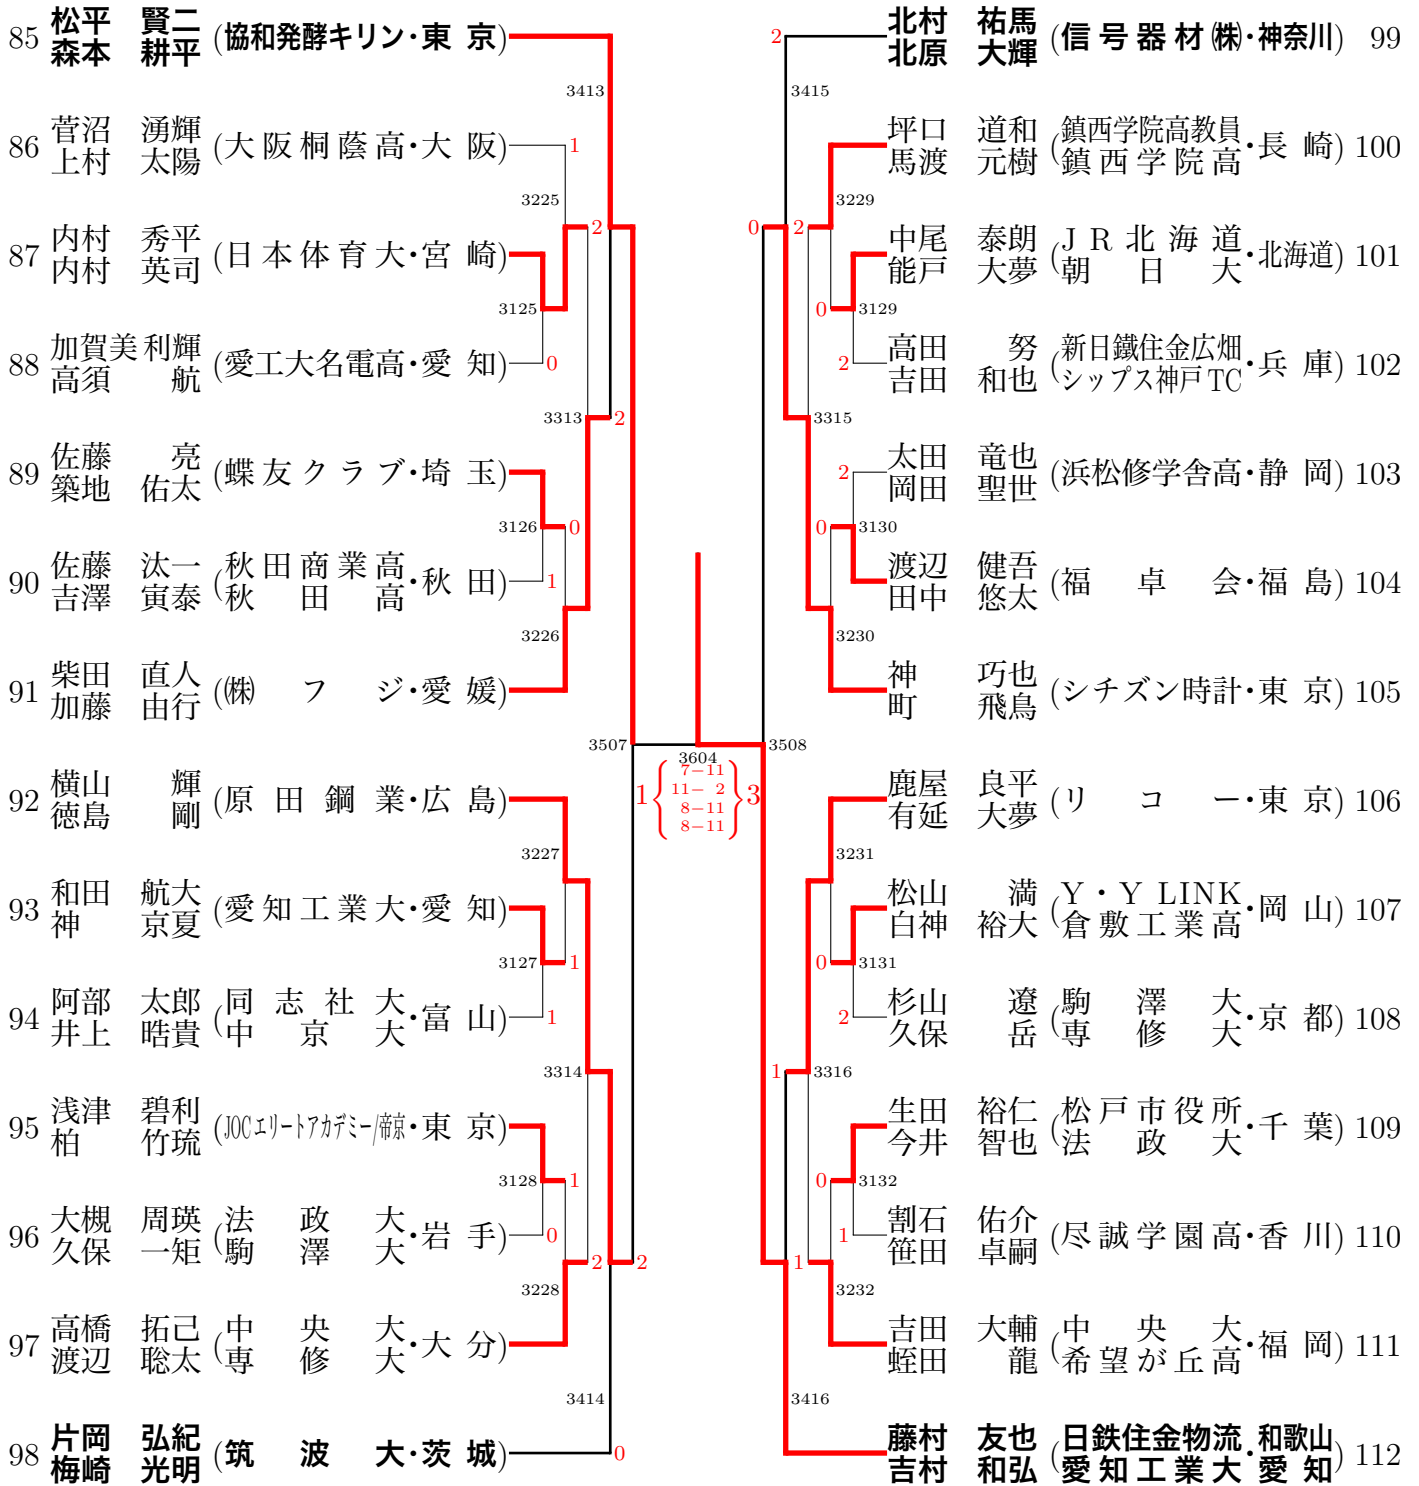 85 松平 賢二 (協和発酵キリン・東 京)
森本 耕平
3413
86 菅沼 湧輝 (大阪桐蔭高・大 阪) 1
上村 太陽
3225
2
87 内村 秀平 (日本体育大・宮 崎)
内村 英司
3125
88 加賀美利輝 (愛工大名電高・愛 知) 0
高須 航
3313 2
89 佐藤 亮 (蝶友クラブ・埼 玉)
築地 佑太
3126 0
90 佐藤 汰一 (秋田商業高・秋 田) 1
吉澤 寅泰 秋田高
3226
91 柴田 直人 (㈱フジ・愛 媛)
加藤 由行
3507
92 横山 輝 (原田鋼業・広 島)
徳島 剛
3227
93 和田 航大 (愛知工業大・愛 知)
神 京夏
3127 1
94 阿部 太郎 (同志社大・富 山) 1
井上 晧貴 中京大
3314
95 浅津 碧利 (JOCエリートアカデミー/帝京・東 京)
柏 竹琉
3128 1
96 大槻 周瑛 (法政大・岩 手) 0
久保 一矩 駒澤大
2 2
3228
97 高橋 拓己 (中央大・大 分)
渡辺 聡太 専修大
3414
98 片岡 弘紀 (筑波大・茨 城) 0
梅崎 光明
3604
1 3
7-11
11- 2
8-11
8-11
2 北村 祐馬 (信号器材㈱・神奈川) 99
北原 大輝
3415
坪口 道和 (鎮西学院高教員・長 崎) 100
馬渡 元樹 鎮西学院高
3229
0 2
中尾 泰朗 (JR北海道・北海道) 101
能戸 大夢 朝日大
0 3129
2 高田 努 (新日鐵住金広畑・兵 庫) 102
吉田 和也 シップス神戸TC
3315
2 太田 竜也 (浜松修学舎高・静 岡) 103
岡田 聖世
0 3130
渡辺 健吾 (福卓会・福 島) 104
田中 悠太
3230
神 巧也 (シチズン時計・東 京) 105
町 飛鳥
3508
鹿屋 良平 (リコー・東 京) 106
有延 大夢
3231
松山 満 (Y・Y LINK・岡 山) 107
白神 裕大 倉敷工業高
0 3131
2 杉山 遼 (駒澤大・京 都) 108
久保 岳 専修大
1 3316
生田 裕仁 (松戸市役所・千 葉) 109
今井 智也 法政大
0 3132
1 割石 佑介 (尽誠学園高・香 川) 110
笹田 卓嗣
1
3232
吉田 大輔 (中央大・福 岡) 111
蛭田 龍 希望が丘高
3416
藤村 友也 (日鉄住金物流・和歌山) 112
吉村 和弘 愛知工業大 愛 知